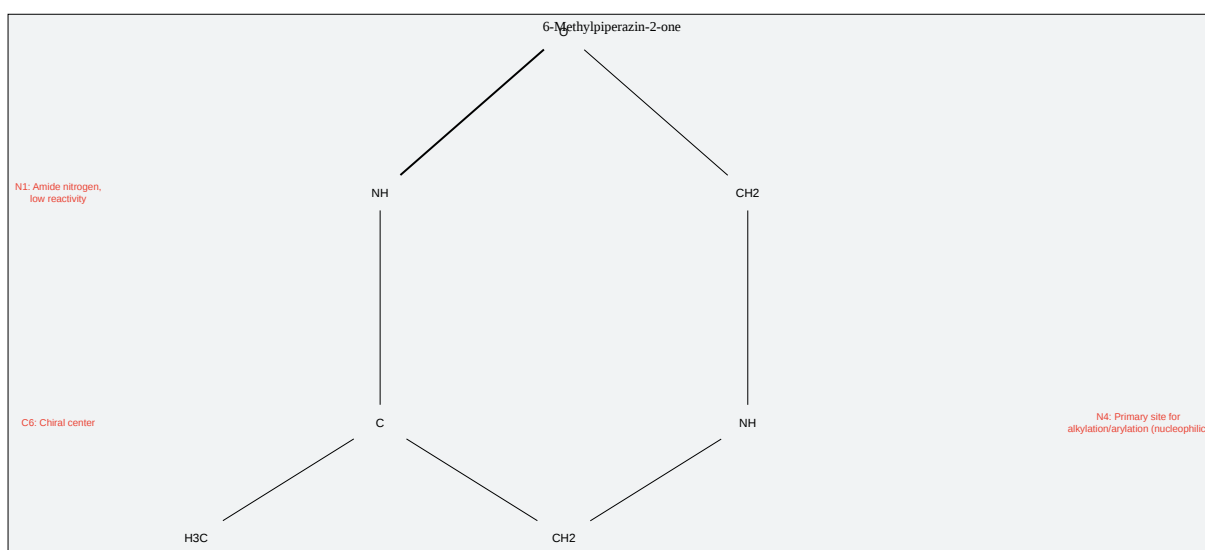 6-Methylpiperazin-2-one
O
N1: Amide nitrogen,
low reactivity
NH
CH2
C6: Chiral center
C
NH
N4: Primary site for
alkylation/arylation (nucleophilic
H3C
CH2